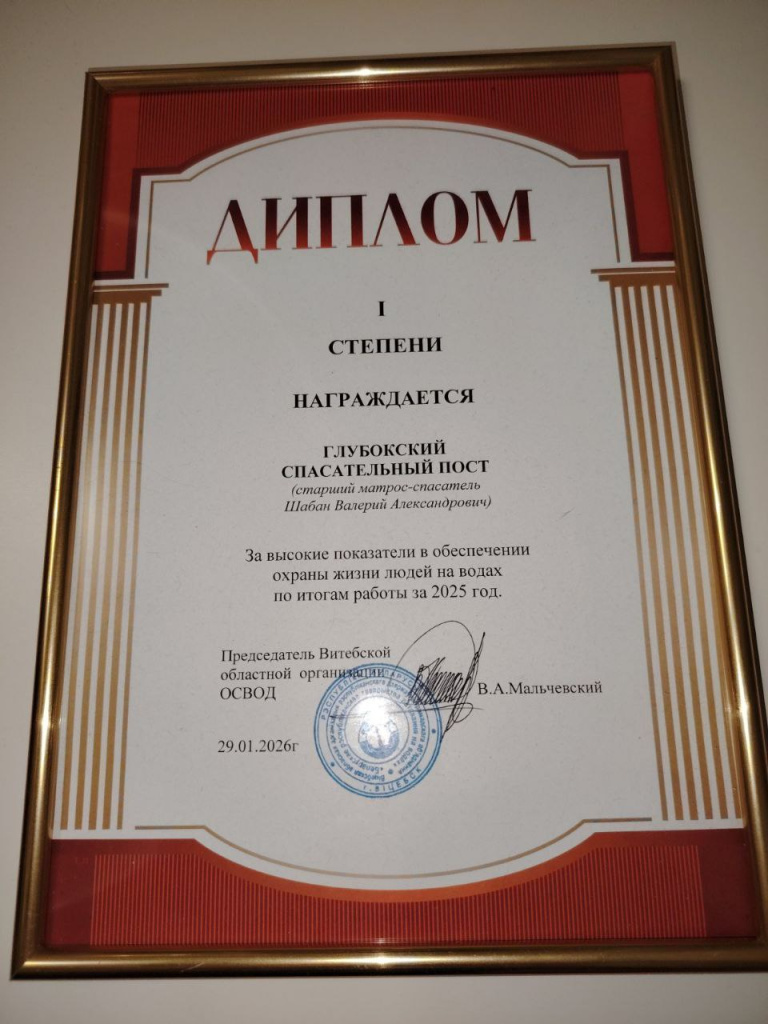 ДИПЛОМ
I
СТЕПЕНИ
НАГРАЖДАЕТСЯ
ГЛУБОКСКИЙ
СПАСАТЕЛЬНЫЙ ПОСТ
(старший матрос-спасатель
Шабан Валерий Александрович)
За высокие показатели в обеспечении
охраны жизни людей на водах
по итогам работы за 2025 год.
Председатель Витебской
областной организации
ОСВОД
В.А.Мальчевский
29.01.2026г